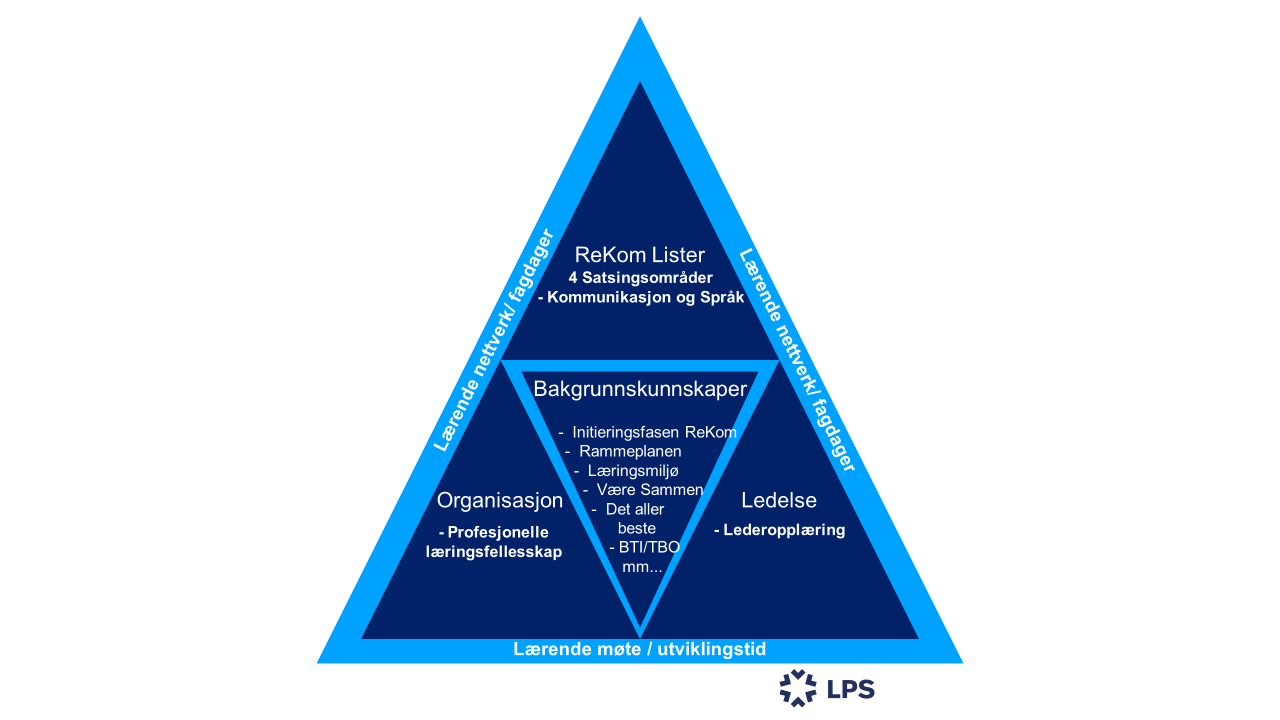 ReKom Lister
4 Satsingsområder
- Kommunikasjon og Språk
Lærende nettverk/ fagdager
Lærende nettverk/ fagdager
Bakgrunnskunnskaper
- Initieringsfasen ReKom
- Rammeplanen
- Læringsmiljø
- Være Sammen
- Det aller
beste
- BTI/TBO
mm...
Organisasjon
- Profesjonelle
læringsfellesskap
Ledelse
- Lederopplæring
Lærende møte / utviklingstid
LPS